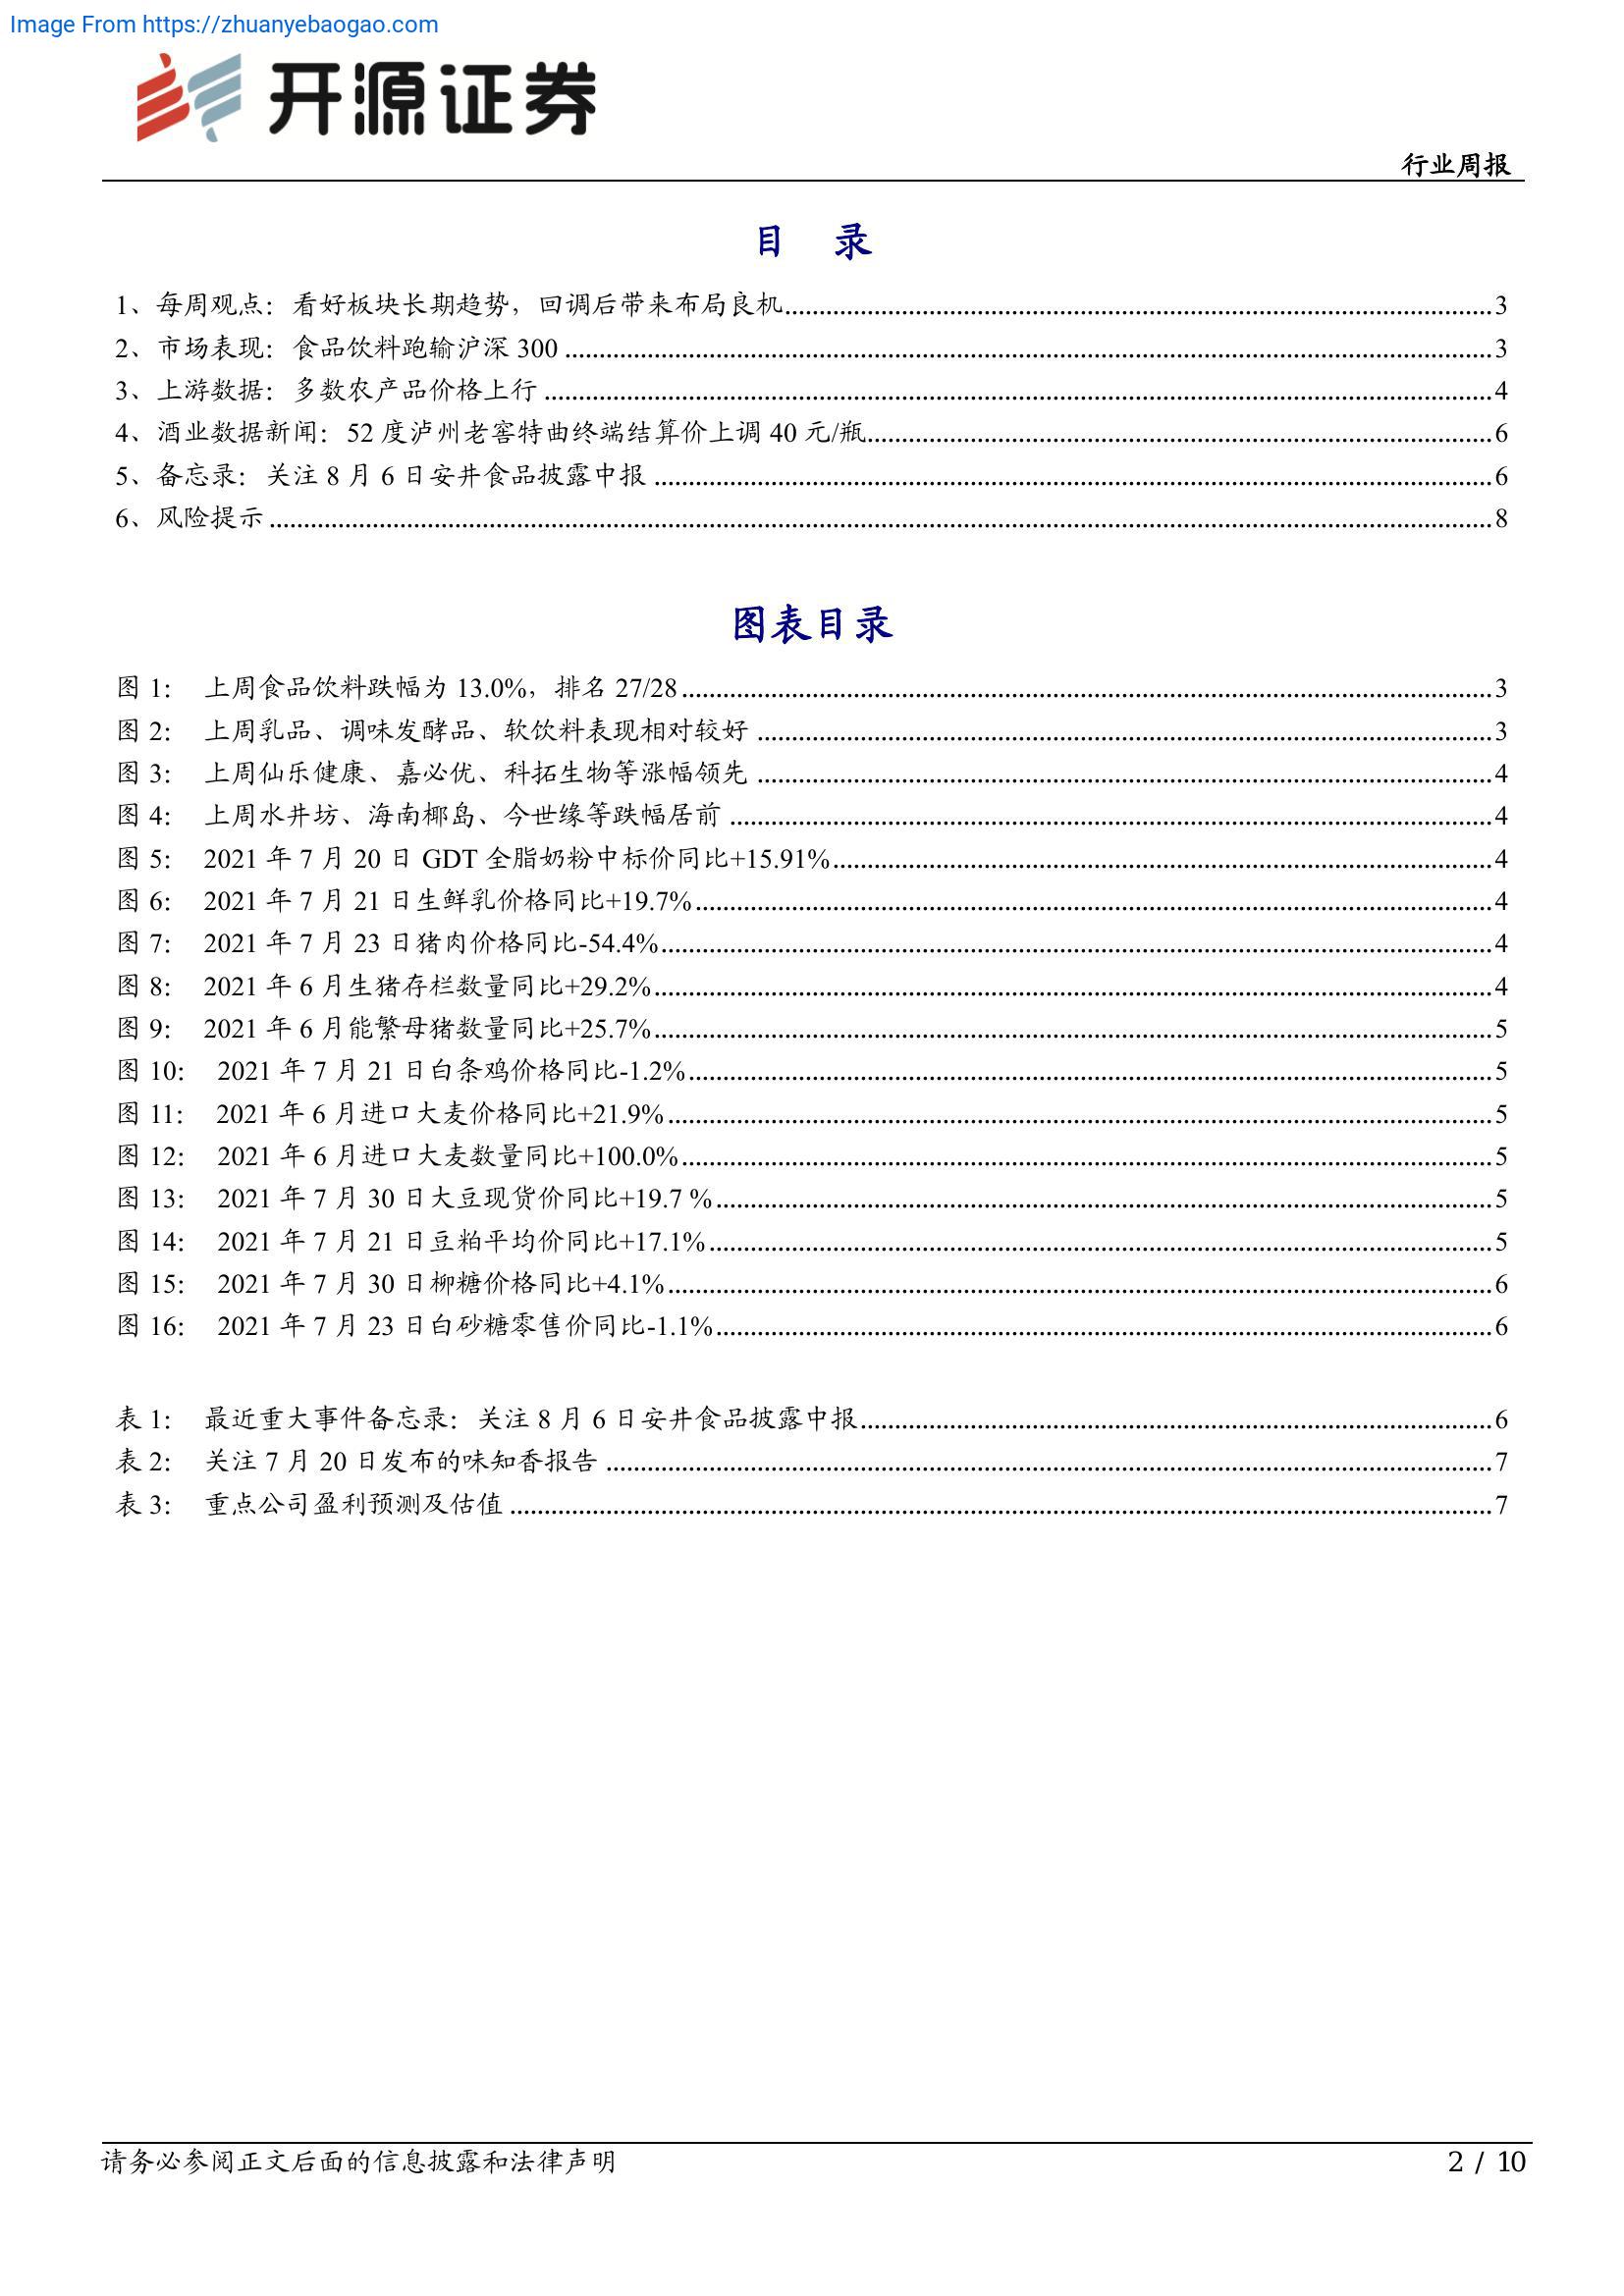 Image From https://zhuanyebaogao.com
开源证券
行业周报
目 录
1、每周观点：看好板块长期趋势，回调后带来布局良机 3
2、市场表现：食品饮料跑输沪深 300 3
3、上游数据：多数农产品价格上行 4
4、酒业数据新闻：52 度泸州老窖特曲终端结算价上调 40 元/瓶 6
5、备忘录：关注 8 月 6 日安井食品披露中报 6
6、风险提示 8
图表目录
图 1： 上周食品饮料跌幅为 13.0%，排名 27/28 3
图 2： 上周乳品、调味发酵品、软饮料表现相对较好 3
图 3： 上周仙乐健康、嘉必优、科拓生物等涨幅领先 4
图 4： 上周水井坊、海南椰岛、今世缘等跌幅居前 4
图 5： 2021 年 7 月 20 日 GDT 全脂奶粉中标价同比+15.91% 4
图 6： 2021 年 7 月 21 日生鲜乳价格同比+19.7% 4
图 7： 2021 年 7 月 23 日猪肉价格同比-54.4% 4
图 8： 2021 年 6 月生猪存栏数量同比+29.2% 4
图 9： 2021 年 6 月能繁母猪数量同比+25.7% 5
图 10： 2021 年 7 月 21 日白条鸡价格同比-1.2% 5
图 11： 2021 年 6 月进口大麦价格同比+21.9% 5
图 12： 2021 年 6 月进口大麦数量同比+100.0% 5
图 13： 2021 年 7 月 30 日大豆现货价同比+19.7 % 5
图 14： 2021 年 7 月 21 日豆粕平均价同比+17.1% 5
图 15： 2021 年 7 月 30 日柳糖价格同比+4.1% 6
图 16： 2021 年 7 月 23 日白砂糖零售价同比-1.1% 6
表 1： 最近重大事件备忘录：关注 8 月 6 日安井食品披露中报 6
表 2： 关注 7 月 20 日发布的味知香报告 7
表 3： 重点公司盈利预测及估值 7
请务必参阅正文后面的信息披露和法律声明
2 / 10